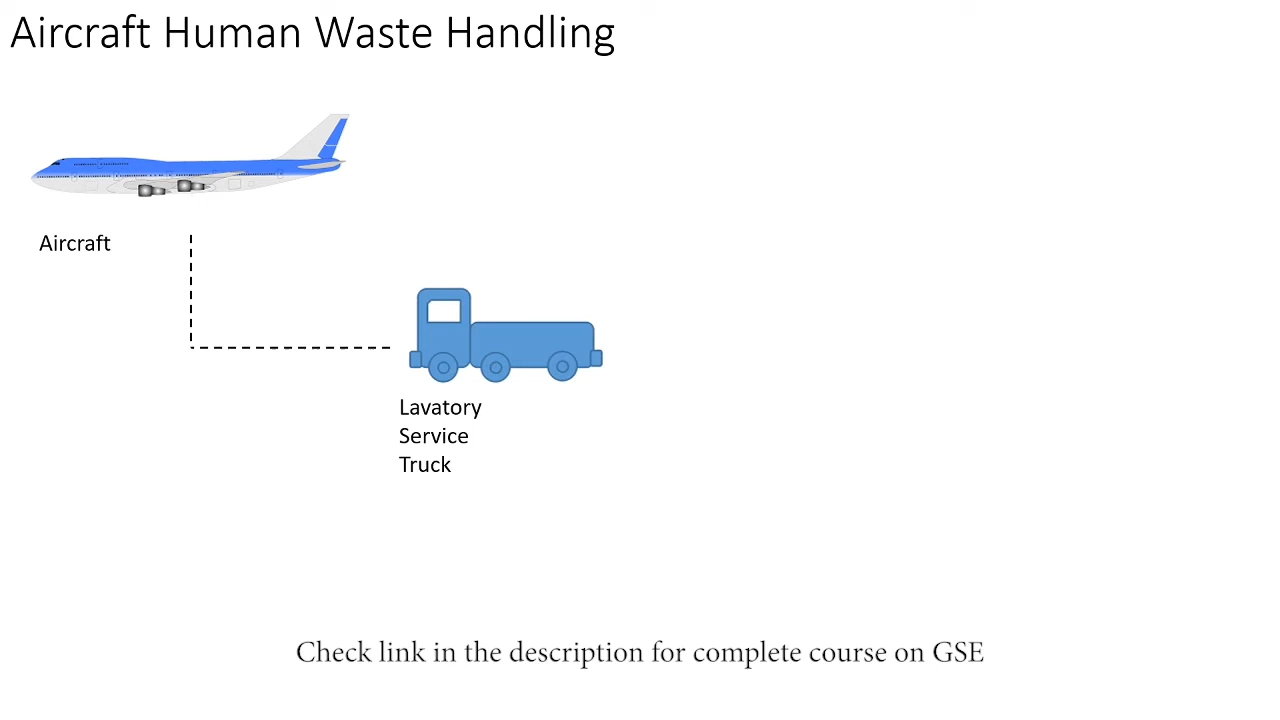 Aircraft Human Waste Handling
Aircraft
Lavatory
Service
Truck
Check link in the description for complete course on GSE